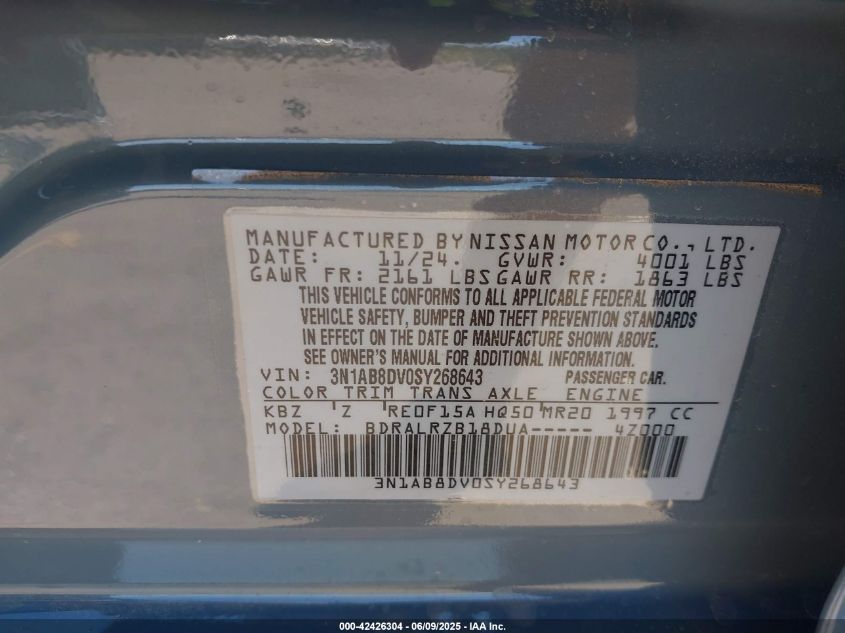 MANUFACTURED BY NISSAN MOTOR CO., LTD.
DATE: 11/24. GVWR: 4001 LBS
GAWR FR: 2161 LBS GAWR RR: 1863 LBS
THIS VEHICLE CONFORMS TO ALL APPLICABLE FEDERAL MOTOR
VEHICLE SAFETY, BUMPER AND THEFT PREVENTION STANDARDS
IN EFFECT ON THE DATE OF MANUFACTURE SHOWN ABOVE.
SEE OWNER'S MANUAL FOR ADDITIONAL INFORMATION.
VIN: 3N1AB8DV0SY268643 PASSENGER CAR.
COLOR TRIM TRANS AXLE ENGINE
KBZ Z RE0F15A HQ50 MR20 1997 CC
MODEL: BDRALRZB18DUA----- 4Z000
3N1AB8DV0SY268643
000-42426304 - 06/09/2025 - IAA Inc.